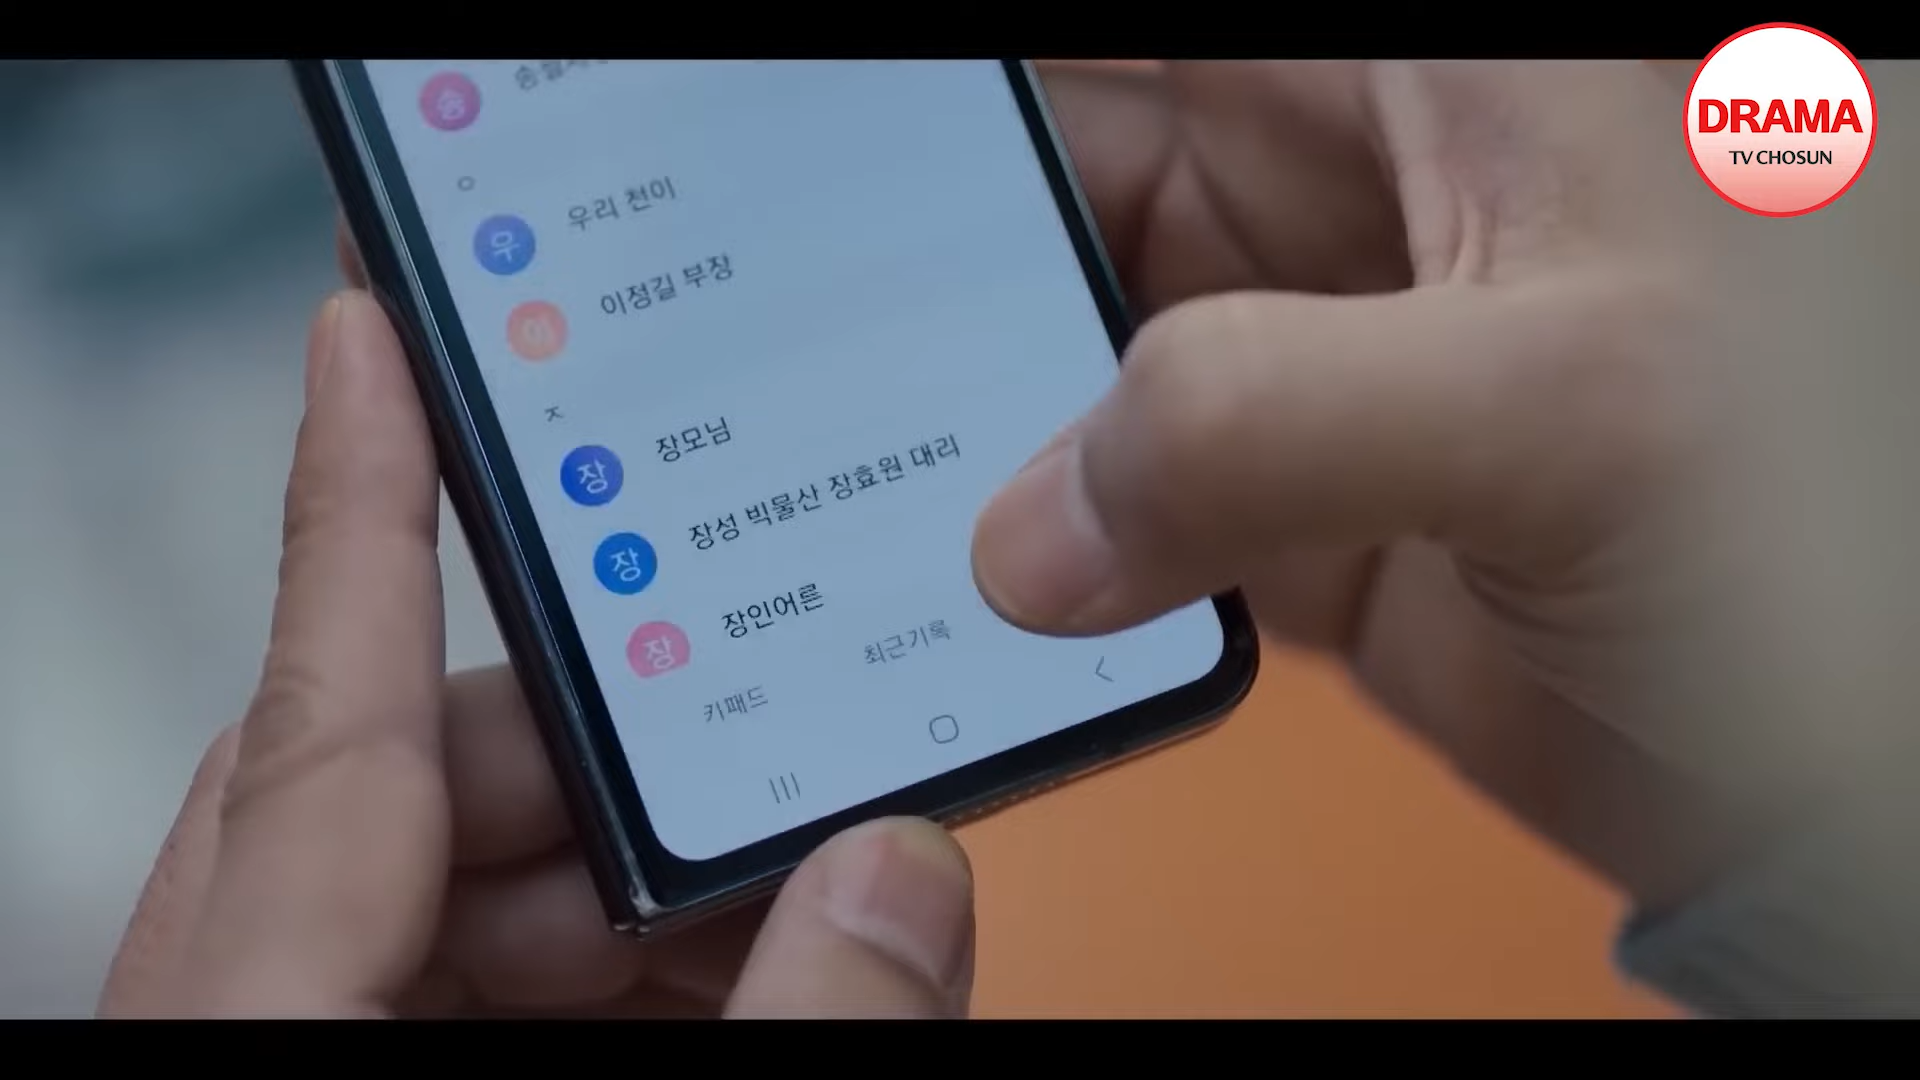 DRAMA
TV CHOSUN
송
ㅇ
우 우리 천이
이 이정길 부장
ㅈ
장 장모님
장 장성 빅물산 장효원 대리
장 장인어른
키패드 최근기록